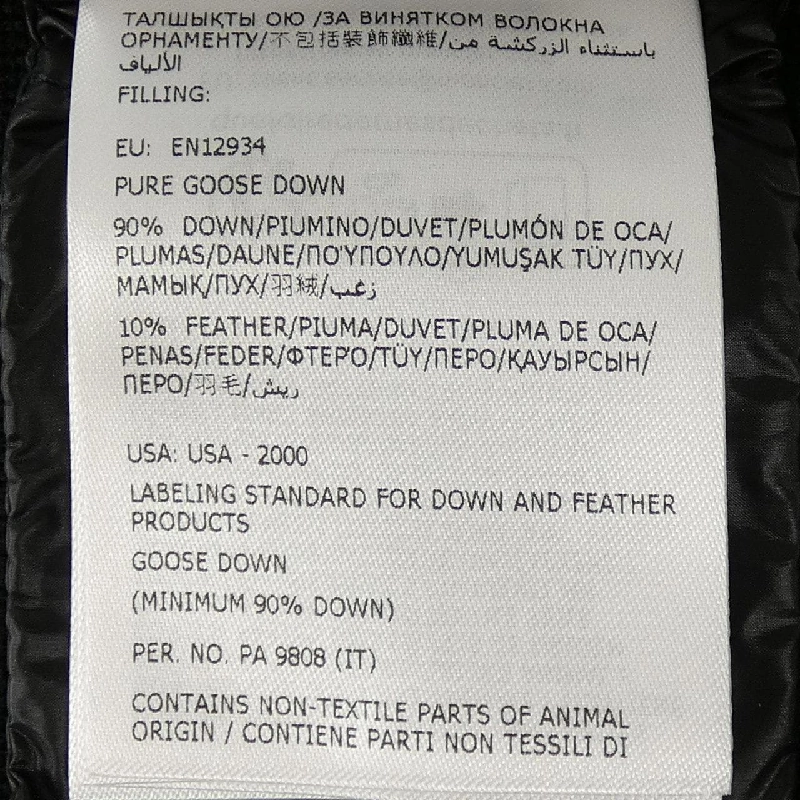 ТАЛШЫҚТЫ ОЮ /ЗА ВИНЯТКОМ ВОЛОКНА
ОРНАМЕНТУ/不包括裝飾纖維/باستثناء الزركشة من
الألياف
FILLING:
EU: EN12934
PURE GOOSE DOWN
90% DOWN/PIUMINO/DUVET/PLUMÓN DE OCA/
PLUMAS/DAUNE/ΠΟΎΠΟΥΛΟ/YUMUŞAK TÜY/ПУХ/
МАМЫҚ/ПУХ/羽絨/زغب
10% FEATHER/PIUMA/DUVET/PLUMA DE OCA/
PENAS/FEDER/ΦΤΕΡΌ/TÜY/ПЕРО/ҚАУЫРСЫН/
ПЕРО/羽毛/ريش
USA: USA - 2000
LABELING STANDARD FOR DOWN AND FEATHER
PRODUCTS
GOOSE DOWN
(MINIMUM 90% DOWN)
PER. NO. PA 9808 (IT)
CONTAINS NON-TEXTILE PARTS OF ANIMAL
ORIGIN / CONTIENE PARTI NON TESSILI DI